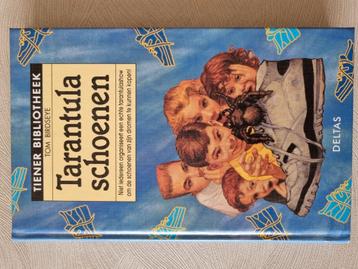 TIENER BIBLIOTHEEK
TOM BIRDSEYE
Tarantula
schoenen
Niet iedereen organiseert een echte tarantulashow
om de schoenen van zijn dromen te kunnen kopen!
DELTAS